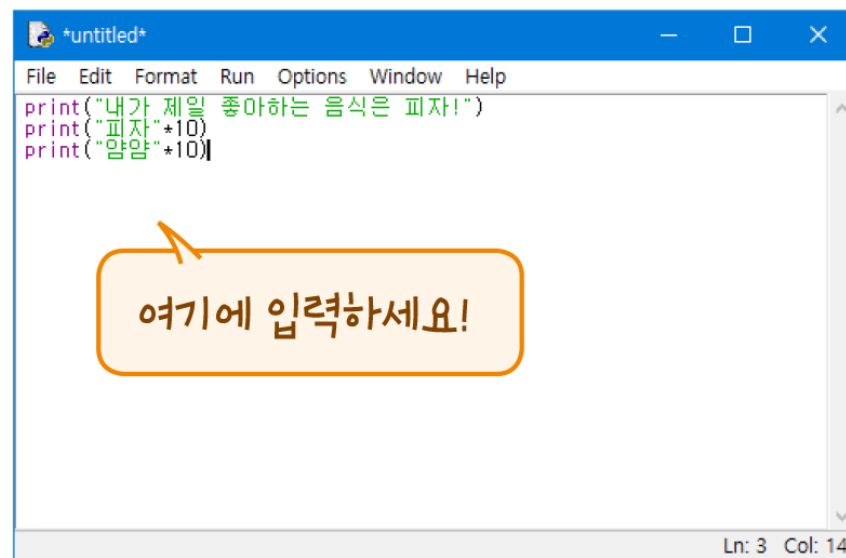 *untitled*
File Edit Format Run Options Window Help
print("내가 제일 좋아하는 음식은 피자!")
print("피자"*10)
print("얌얌"*10)
여기에 입력하세요!
Ln: 3 Col: 14